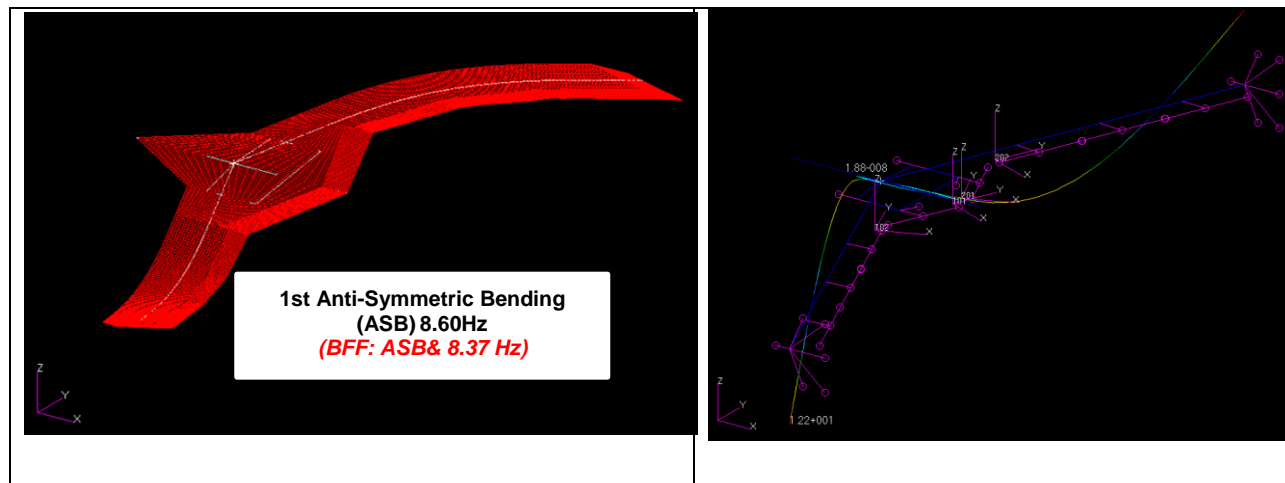 1st Anti-Symmetric Bending
(ASB) 8.60Hz
(BFF: ASB& 8.37 Hz)
Z
Y
X
1.88-008
Z
Y
X
102
Z
Z
Y
X
101
201
Z
Y
X
202
1.22+001
Z
Y
X